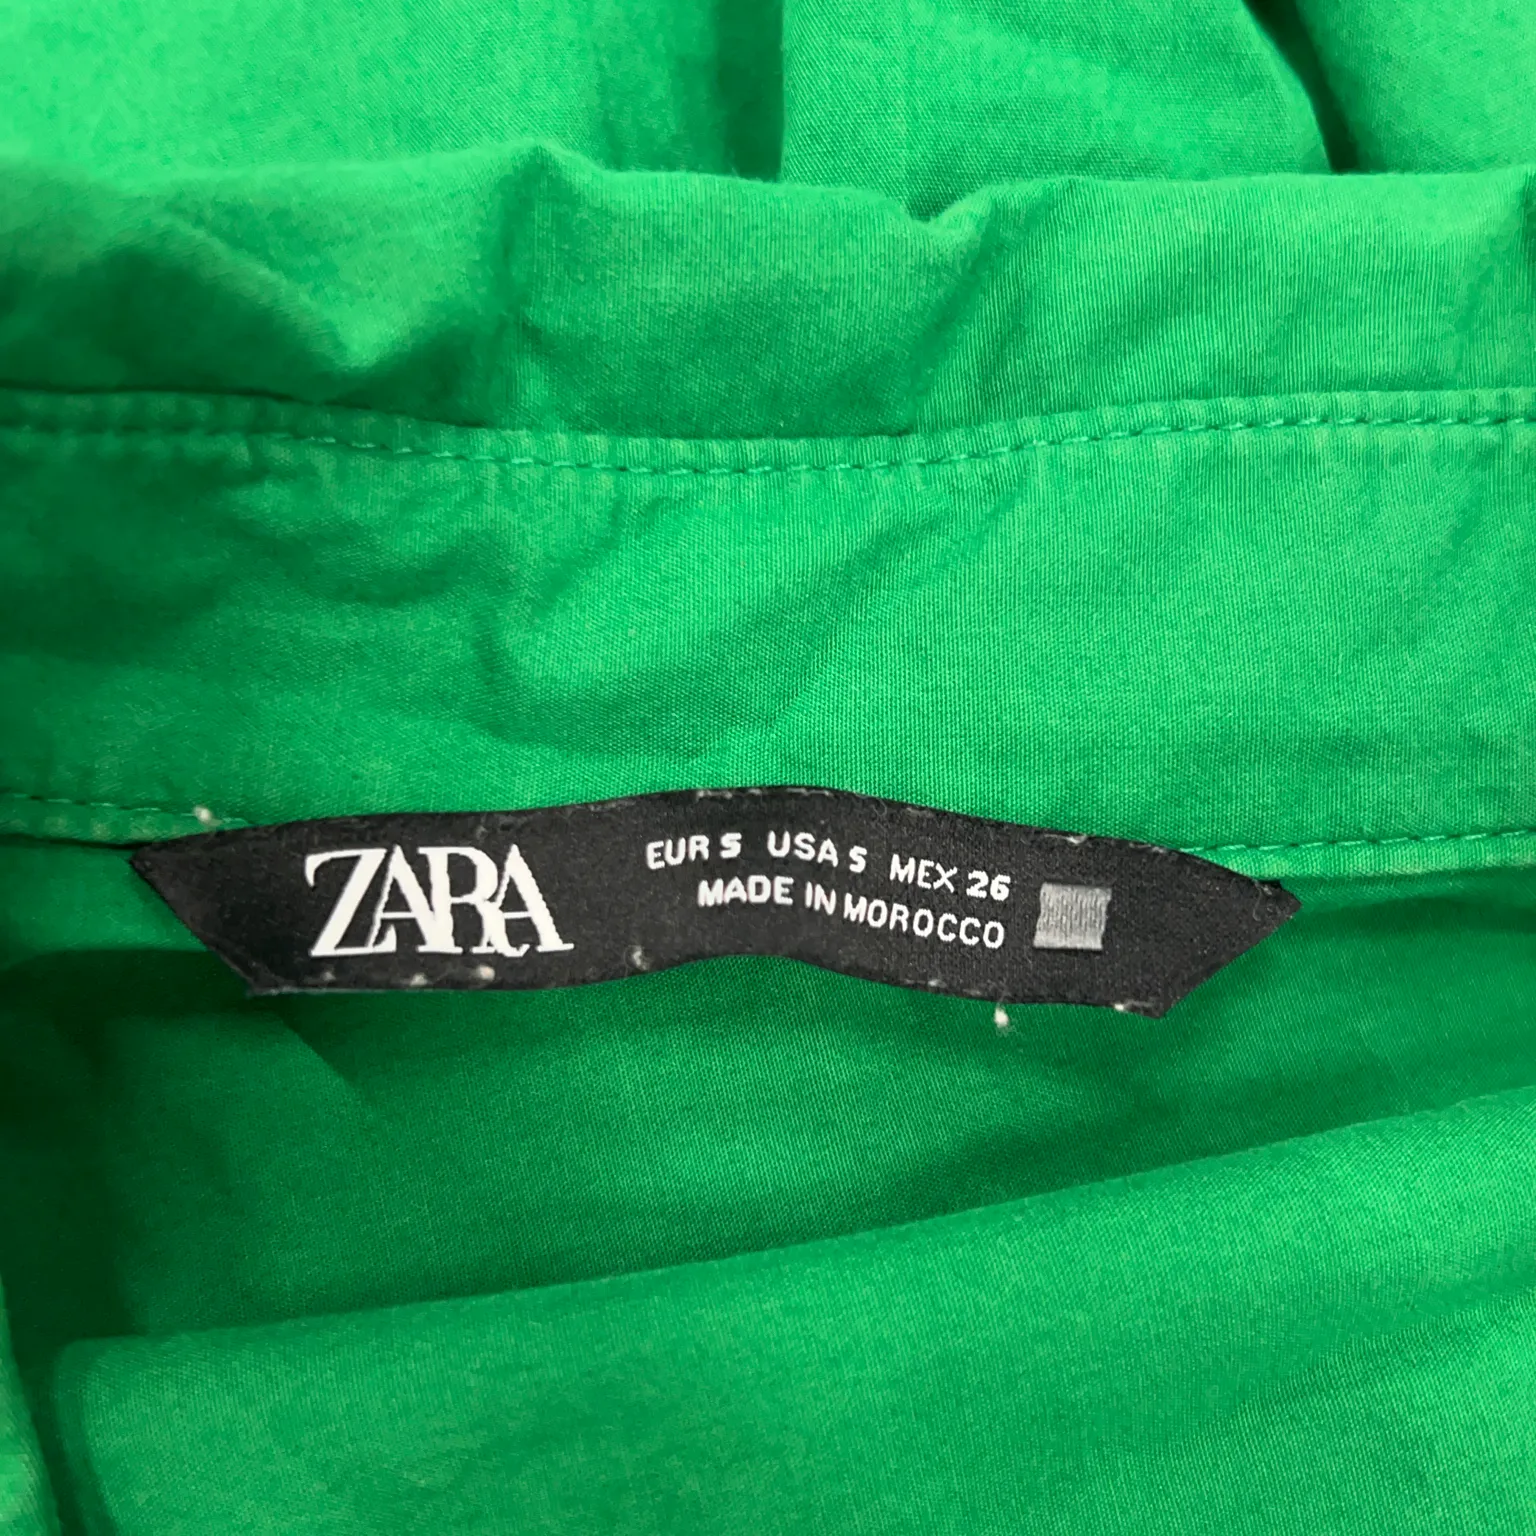 ZARA
EUR S USA S MEX 26
MADE IN MOROCCO